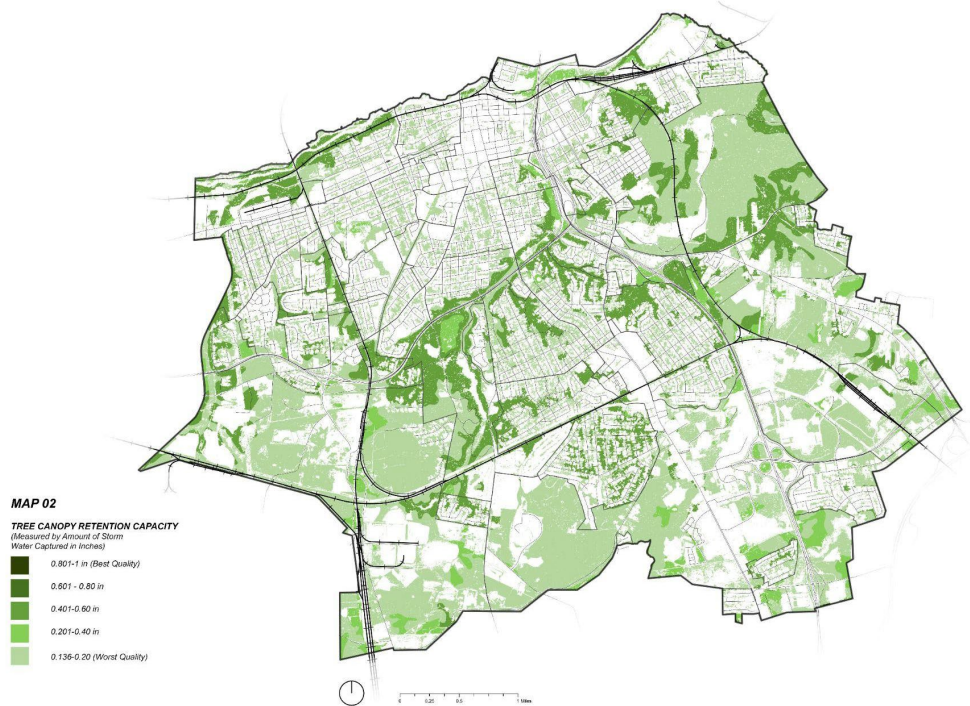 MAP 02
TREE CANOPY RETENTION CAPACITY
(Measured by Amount of Storm
Water Captured in Inches)
0.801-1 in (Best Quality)
0.601 - 0.80 in
0.401-0.60 in
0.201-0.40 in
0.136-0.20 (Worst Quality)
0 0.25 0.5 1 Miles